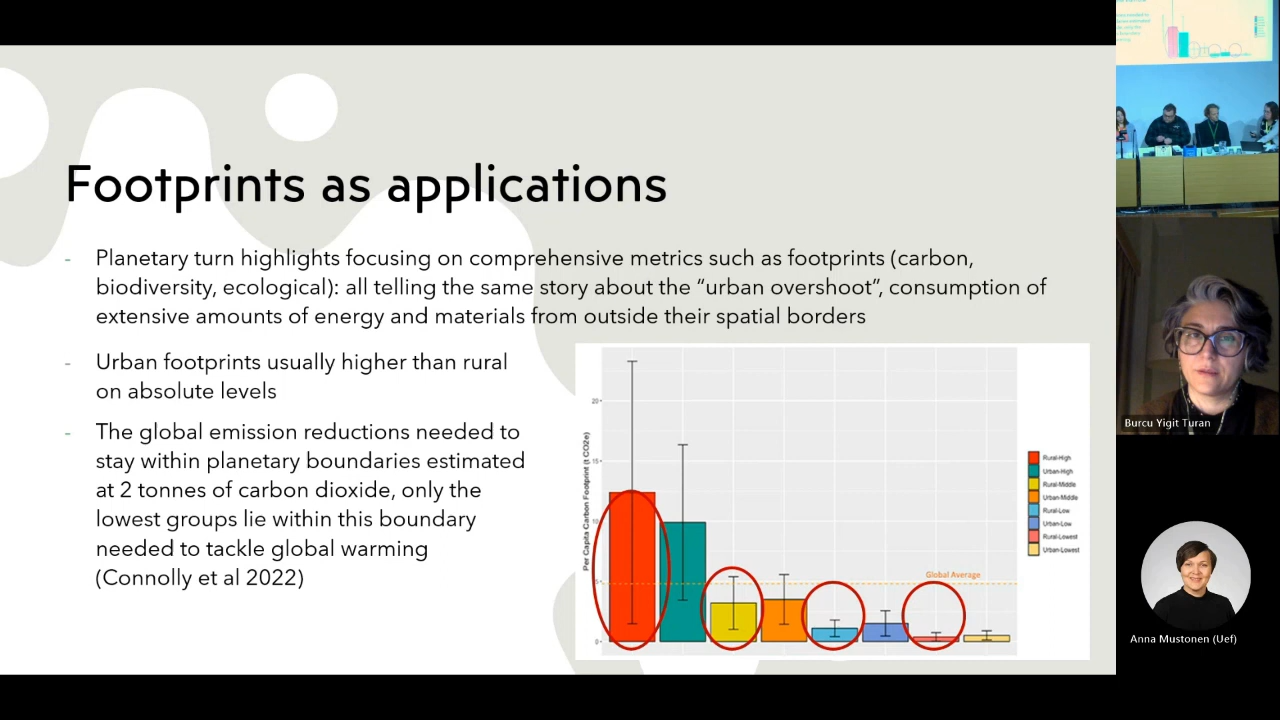 Footprints as applications
- Planetary turn highlights focusing on comprehensive metrics such as footprints (carbon,
biodiversity, ecological): all telling the same story about the “urban overshoot”, consumption of
extensive amounts of energy and materials from outside their spatial borders
- Urban footprints usually higher than rural
on absolute levels
- The global emission reductions needed to
stay within planetary boundaries estimated
at 2 tonnes of carbon dioxide, only the
lowest groups lie within this boundary
needed to tackle global warming
(Connolly et al 2022)
Per Capita Carbon Footprint (t CO2e)
20
15
10
5
0
Global Average
Rural-High
Urban-High
Rural-Middle
Urban-Middle
Rural-Low
Urban-Low
Rural-Lowest
Urban-Lowest
Burcu Yigit Turan
Anna Mustonen (Uef)